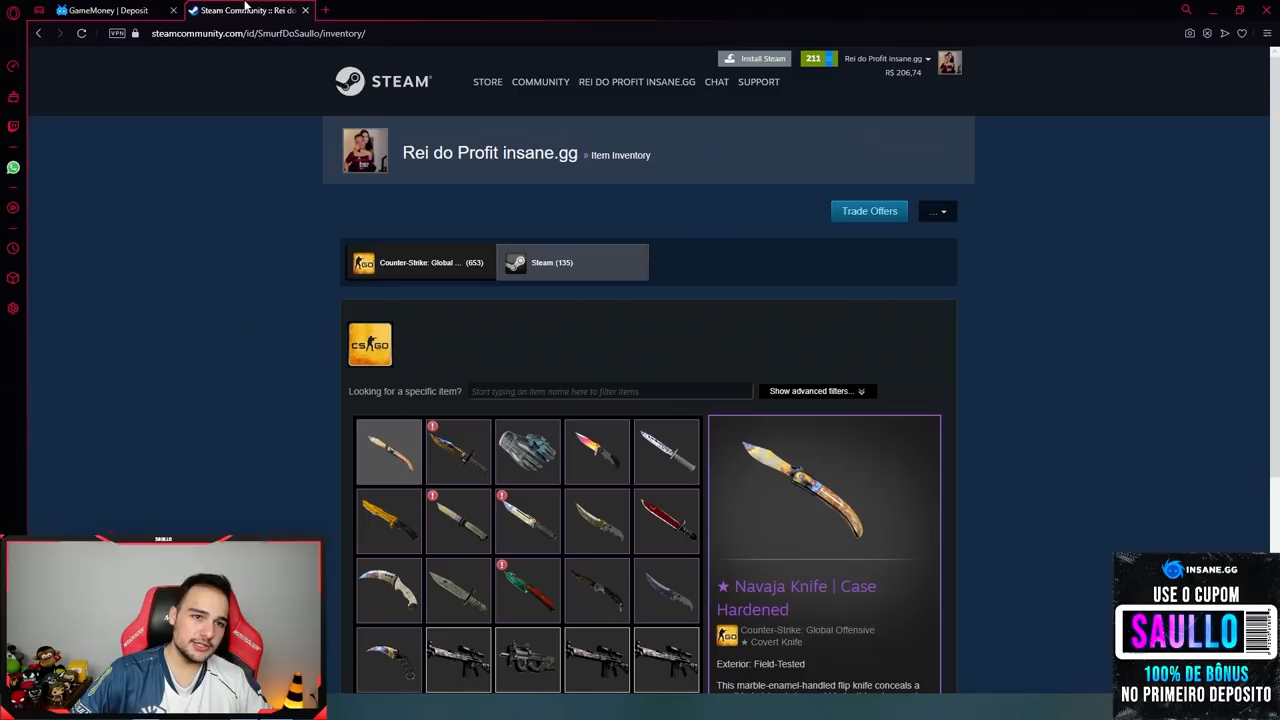 GameMoney | Deposit
Steam Community :: Rei do
VPN
steamcommunity.com/id/SmurfDoSaullo/inventory/
Install Steam
211
Rei do Profit insane.gg
R$ 206,74
STEAM
STORE
COMMUNITY
REI DO PROFIT INSANE.GG
CHAT
SUPPORT
Rei do Profit insane.gg » Item Inventory
Trade Offers
...
Counter-Strike: Global ... (653)
Steam (135)
CS GO
Looking for a specific item?
Start typing an item name here to filter items
Show advanced filters...
★ Navaja Knife | Case
Hardened
Counter-Strike: Global Offensive
★ Covert Knife
Exterior: Field-Tested
This marble-enamel-handled flip knife conceals a
SAULLO
INSANE.GG
USE O CUPOM
SAULLO
100% DE BÔNUS
NO PRIMEIRO DEPÓSITO